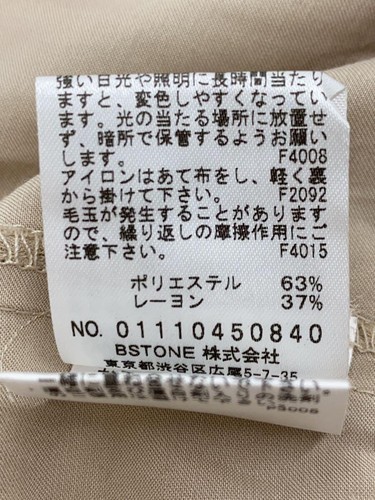 強い日光や照明に長時間当たり
ますと、変色しやすくなってい
ます。光の当たる場所に放置せ
ず、暗所で保管するようお願い
します。 F4008
アイロンはあて布をし、軽く裏
から掛けて下さい。 F2092
毛玉が発生することがあります
ので、繰り返しの摩擦作用にご
注意下さい。 F4015
ポリエステル 63%
レーヨン 37%
NO. 01110450840
BSTONE 株式会社
東京都渋谷区広尾5-7-35